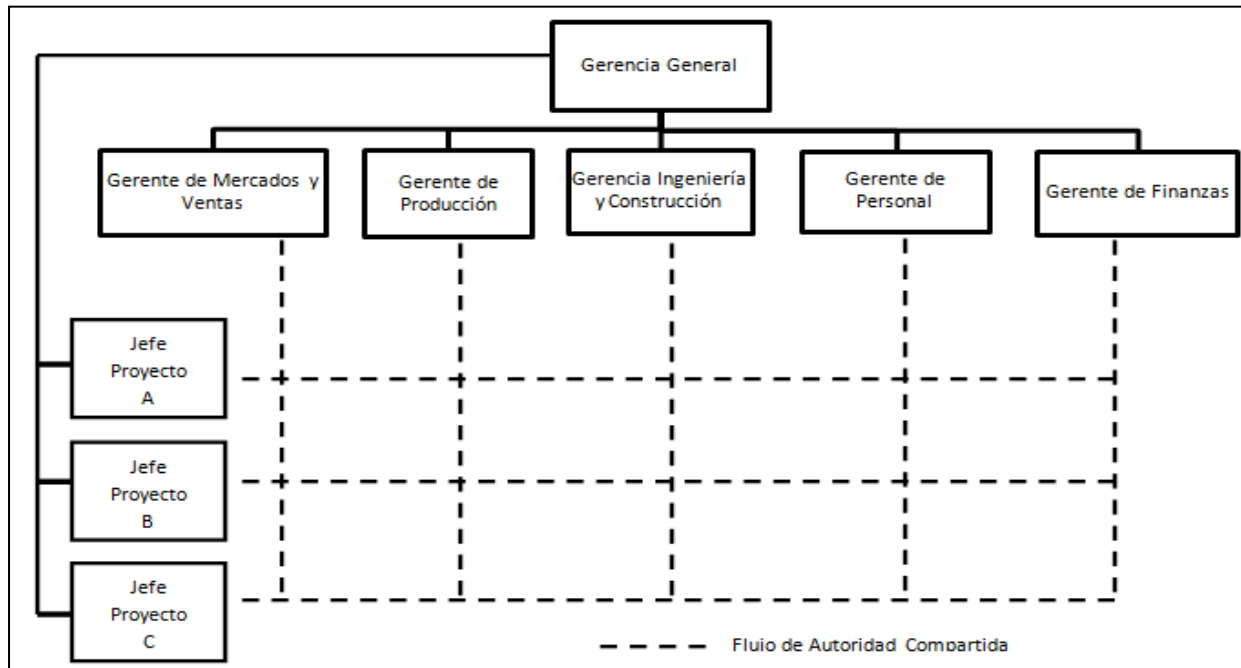 Gerencia General
Gerente de Mercados y
Ventas
Gerente de
Producción
Gerencia Ingeniería
y Construcción
Gerente de
Personal
Gerente de Finanzas
Jefe
Proyecto
A
Jefe
Proyecto
B
Jefe
Proyecto
C
Flujo de Autoridad Compartida